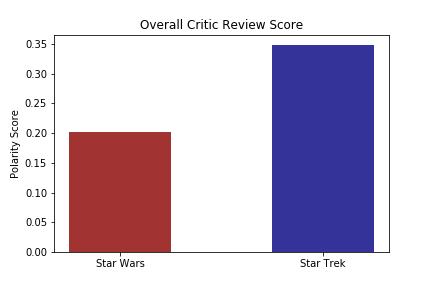 Overall Critic Review Score
Polarity Score
0.35
0.30
0.25
0.20
0.15
0.10
0.05
0.00
Star Wars
Star Trek